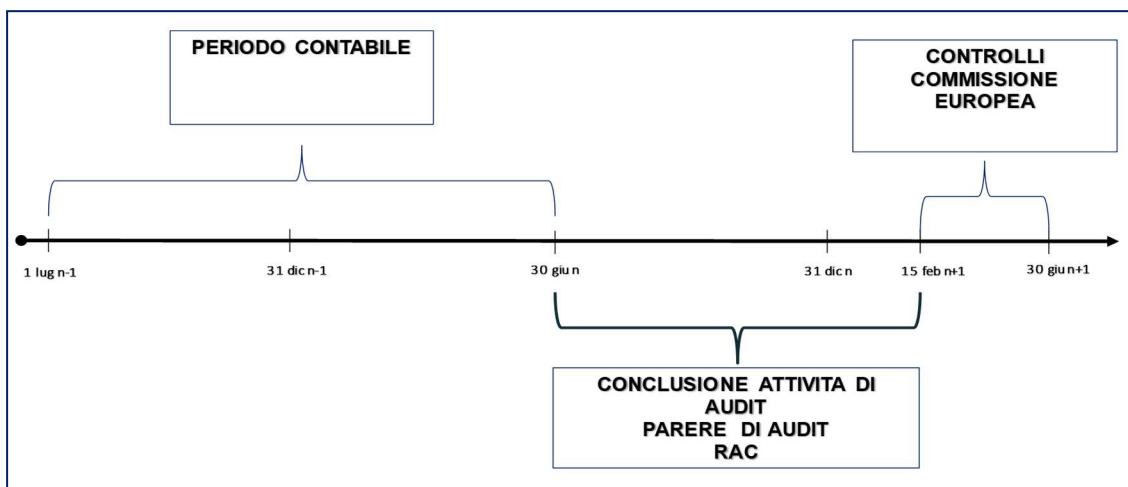 PERIODO CONTABILE
CONTROLLI
COMMISSIONE
EUROPEA
1 lug n-1
31 dic n-1
30 giu n
31 dic n
15 feb n+1
30 giu n+1
CONCLUSIONE ATTIVITA DI
AUDIT
PARERE DI AUDIT
RAC